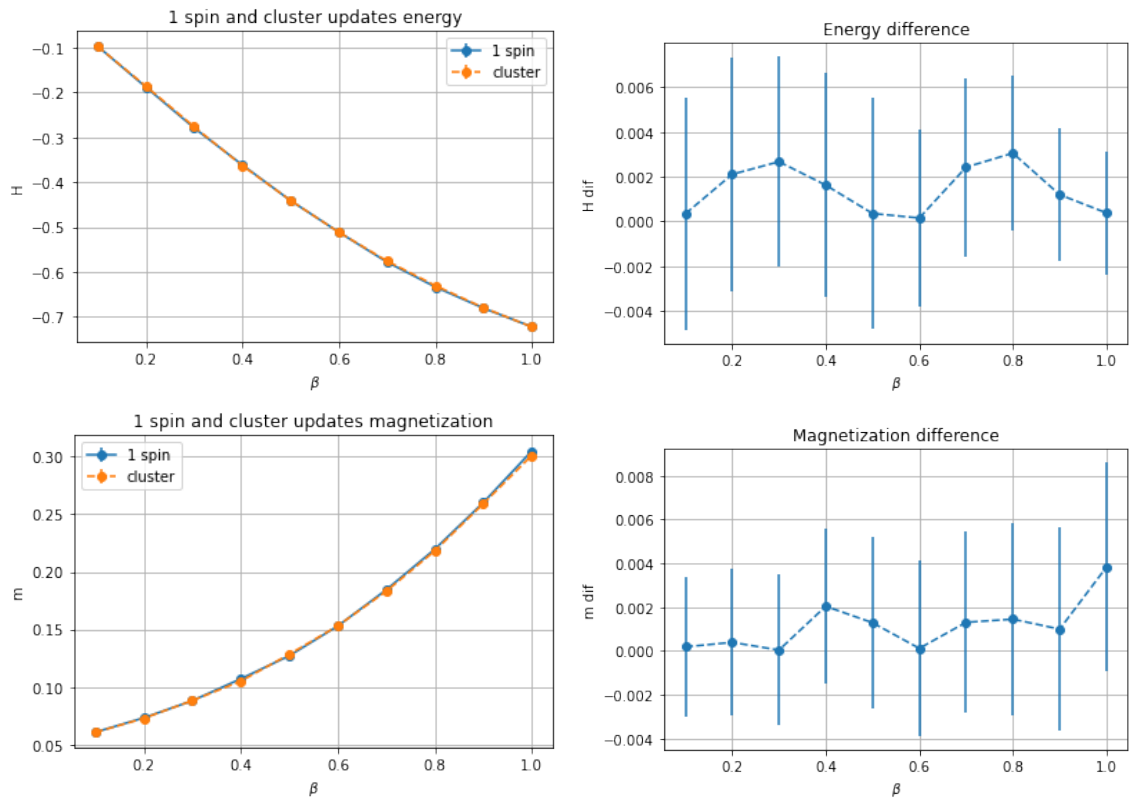 1 spin and cluster updates energy
H
−0.1
−0.2
−0.3
−0.4
−0.5
−0.6
−0.7
1 spin
cluster
0.2 0.4 0.6 0.8 1.0
β
Energy difference
H dif
0.006
0.004
0.002
0.000
−0.002
−0.004
0.2 0.4 0.6 0.8 1.0
β
1 spin and cluster updates magnetization
m
0.30
0.25
0.20
0.15
0.10
0.05
1 spin
cluster
0.2 0.4 0.6 0.8 1.0
β
Magnetization difference
m dif
0.008
0.006
0.004
0.002
0.000
−0.002
−0.004
0.2 0.4 0.6 0.8 1.0
β